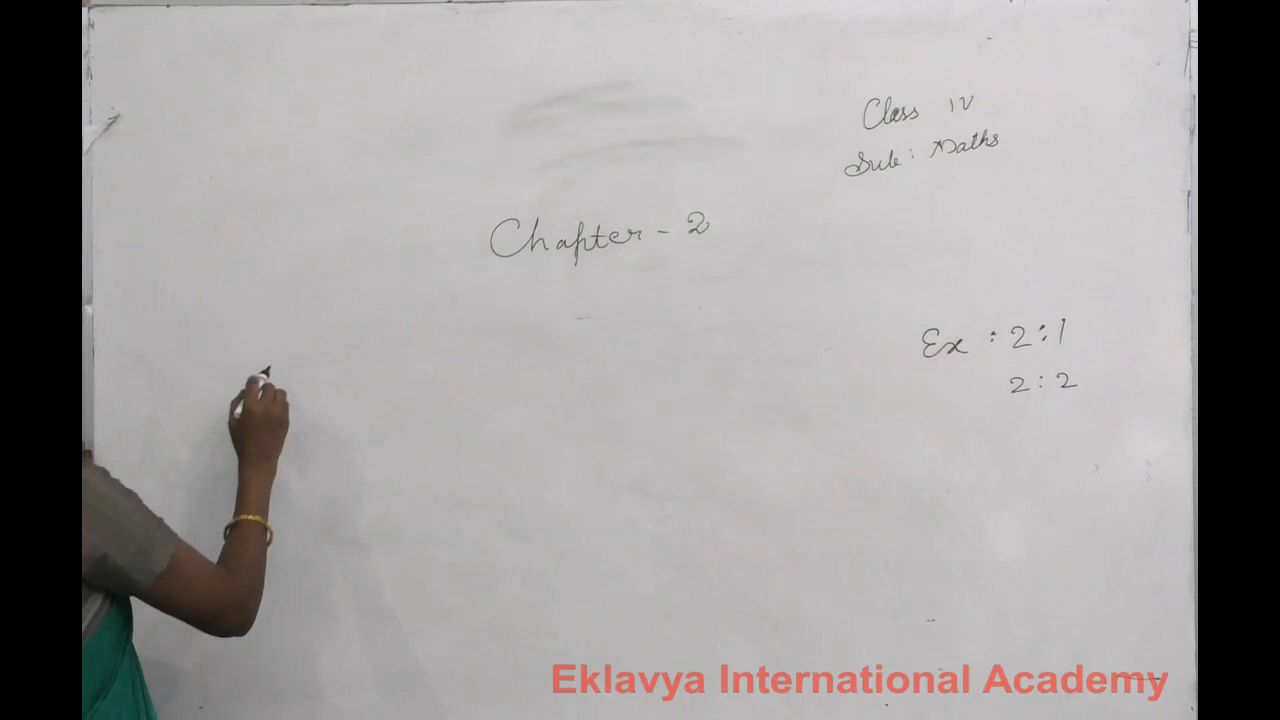 Class IV
Sub: Maths
Chapter - 2
Ex : 2:1
2:2
Eklavya International Academy